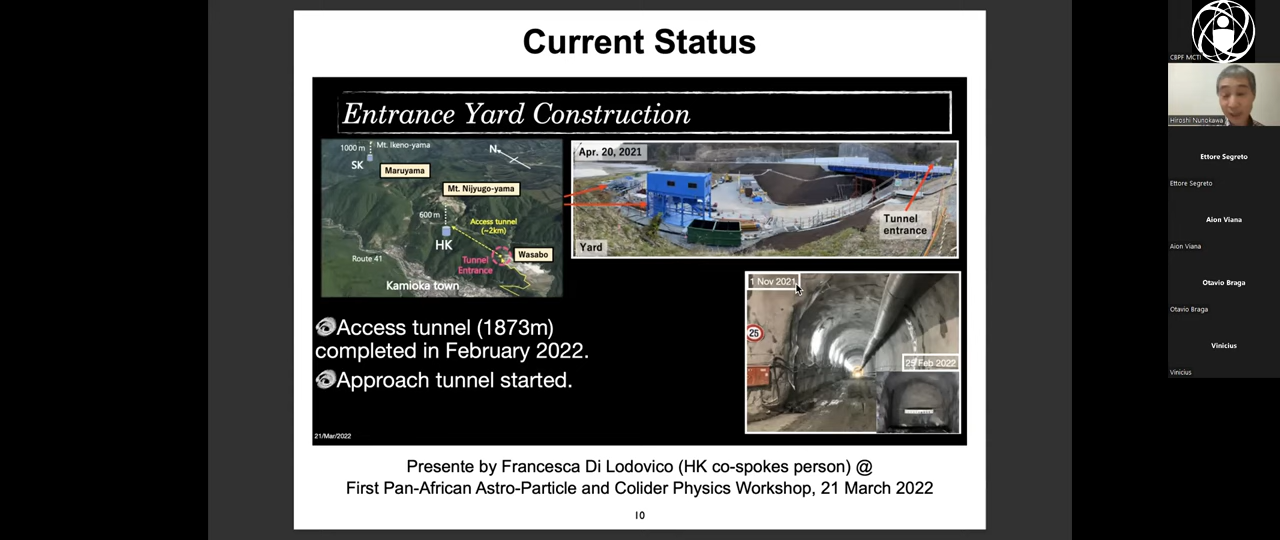 Current Status
Entrance Yard Construction
1000 m
Mt. Ikeno-yama
SK
Maruyama
N
Mt. Nijyugo-yama
600 m
HK
Access tunnel
(~2km)
Wasabo
Tunnel
Entrance
Route 41
Kamioka town
Apr. 20, 2021
Yard
Tunnel
entrance
Access tunnel (1873m)
completed in February 2022.
Approach tunnel started.
1 Nov 2021
25
25 Feb 2022
21/Mar/2022
Presente by Francesca Di Lodovico (HK co-spokes person) @
First Pan-African Astro-Particle and Colider Physics Workshop, 21 March 2022
10
CBPF MCTI
Hiroshi Nunokawa
Ettore Segreto
Ettore Segreto
Aion Viana
Aion Viana
Otavio Braga
Otavio Braga
Vinicius
Vinicius